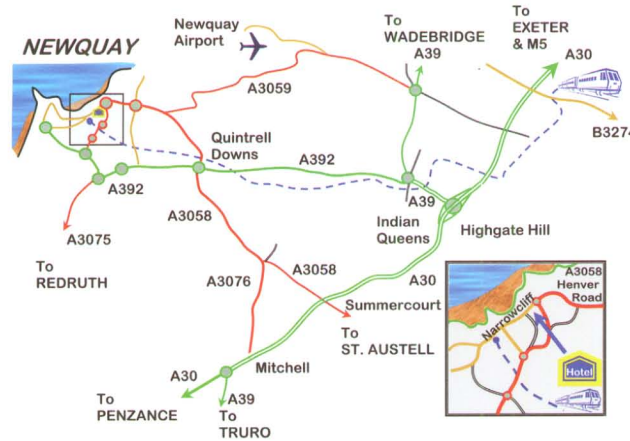 NEWQUAY
Newquay
Airport
To
WADEBRIDGE
A39
To
EXETER
& M5
A30
A3059
B3274
Quintrell
Downs
A392
A392
A39
A3058
A3075
Indian
Queens
Highgate Hill
To
REDRUTH
A3076
A3058
A30
Summercourt
To
ST. AUSTELL
Mitchell
A30
To
PENZANCE
A39
To
TRURO
A3058
Henver
Road
Narrowcliff
Hotel